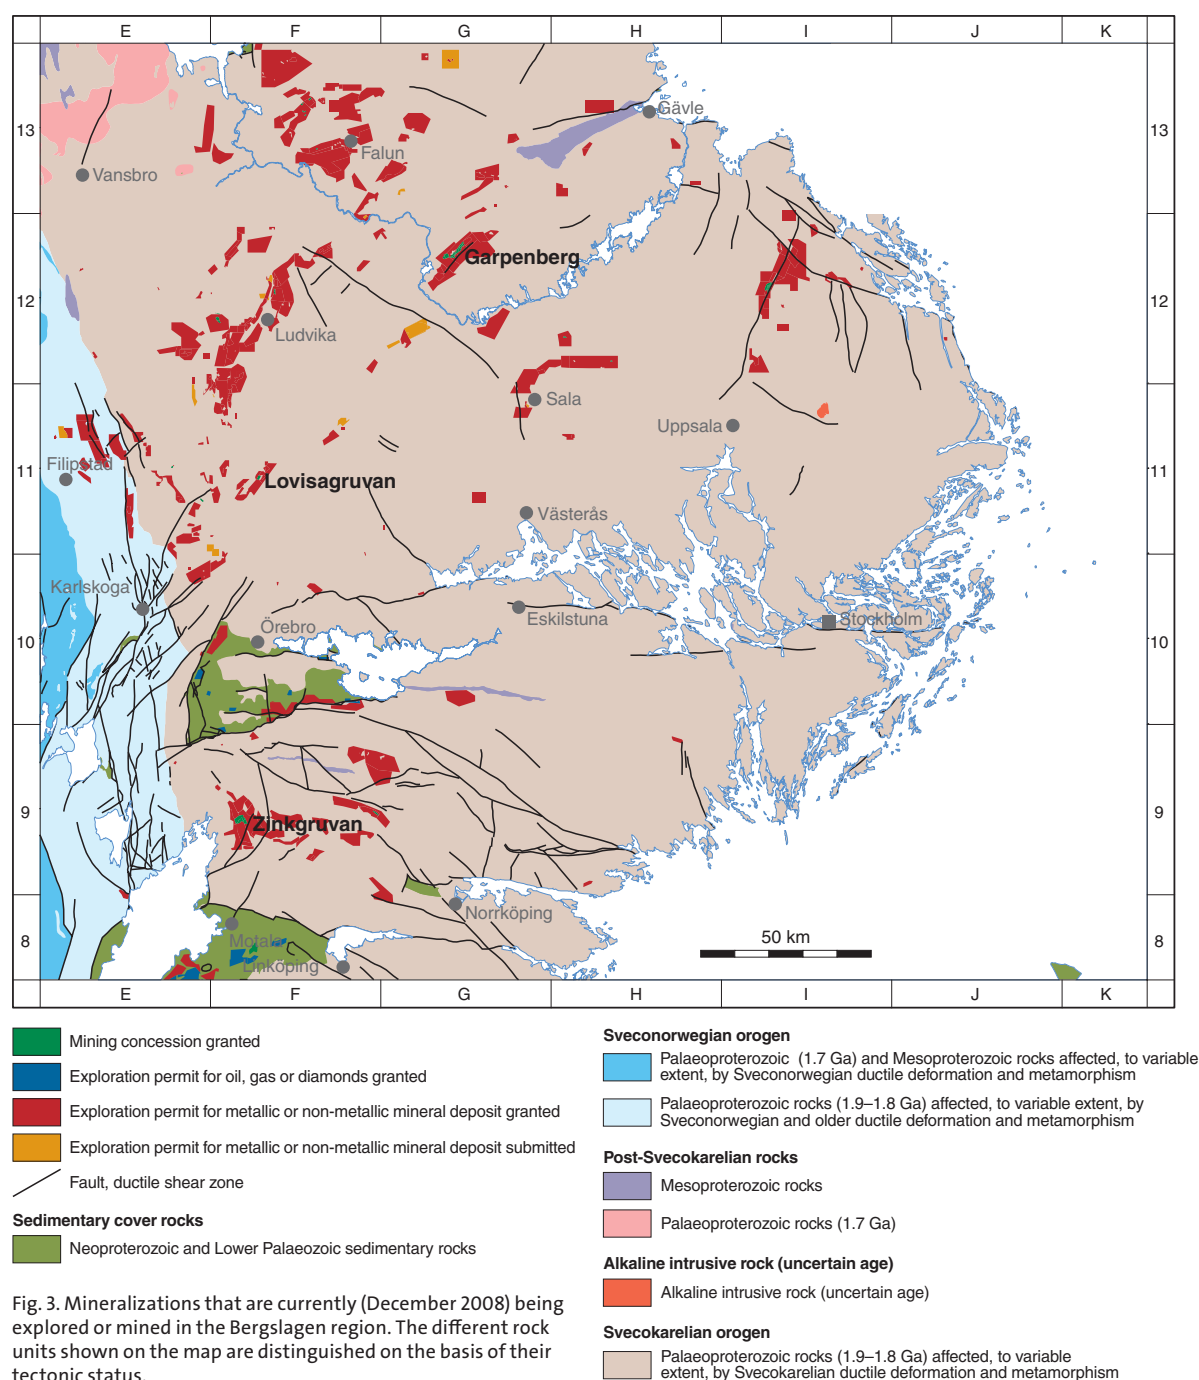 E F G H I J K
13 13
Gävle
Falun
Vansbro
Garpenberg
12 12
Ludvika
Sala
Uppsala
Filipstad
11 11
Lovisagruvan
Västerås
Karlskoga
Eskilstuna
Stockholm
Örebro
10 10
9 9
Zinkgruvan
Norrköping
50 km
Motala
8 8
Linköping
E F G H I J K
Mining concession granted
Exploration permit for oil, gas or diamonds granted
Exploration permit for metallic or non-metallic mineral deposit granted
Exploration permit for metallic or non-metallic mineral deposit submitted
Fault, ductile shear zone
Sedimentary cover rocks
Neoproterozoic and Lower Palaeozoic sedimentary rocks
Fig. 3. Mineralizations that are currently (December 2008) being
explored or mined in the Bergslagen region. The different rock
units shown on the map are distinguished on the basis of their
tectonic status.
Sveconorwegian orogen
Palaeoproterozoic (1.7 Ga) and Mesoproterozoic rocks affected, to variable
extent, by Sveconorwegian ductile deformation and metamorphism
Palaeoproterozoic rocks (1.9–1.8 Ga) affected, to variable extent, by
Sveconorwegian and older ductile deformation and metamorphism
Post-Svecokarelian rocks
Mesoproterozoic rocks
Palaeoproterozoic rocks (1.7 Ga)
Alkaline intrusive rock (uncertain age)
Alkaline intrusive rock (uncertain age)
Svecokarelian orogen
Palaeoproterozoic rocks (1.9–1.8 Ga) affected, to variable
extent, by Svecokarelian ductile deformation and metamorphism